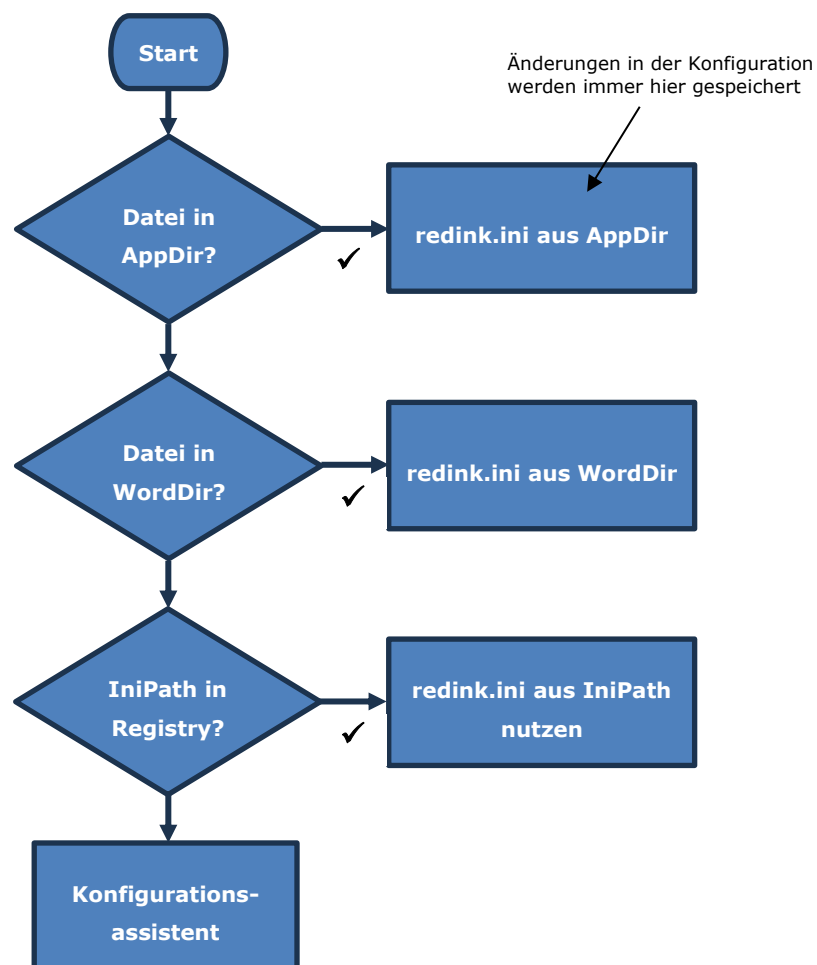 Start
Änderungen in der Konfiguration
werden immer hier gespeichert
Datei in
AppDir?
redink.ini aus AppDir
Datei in
WordDir?
redink.ini aus WordDir
IniPath in
Registry?
redink.ini aus IniPath
nutzen
Konfigurations-
assistent